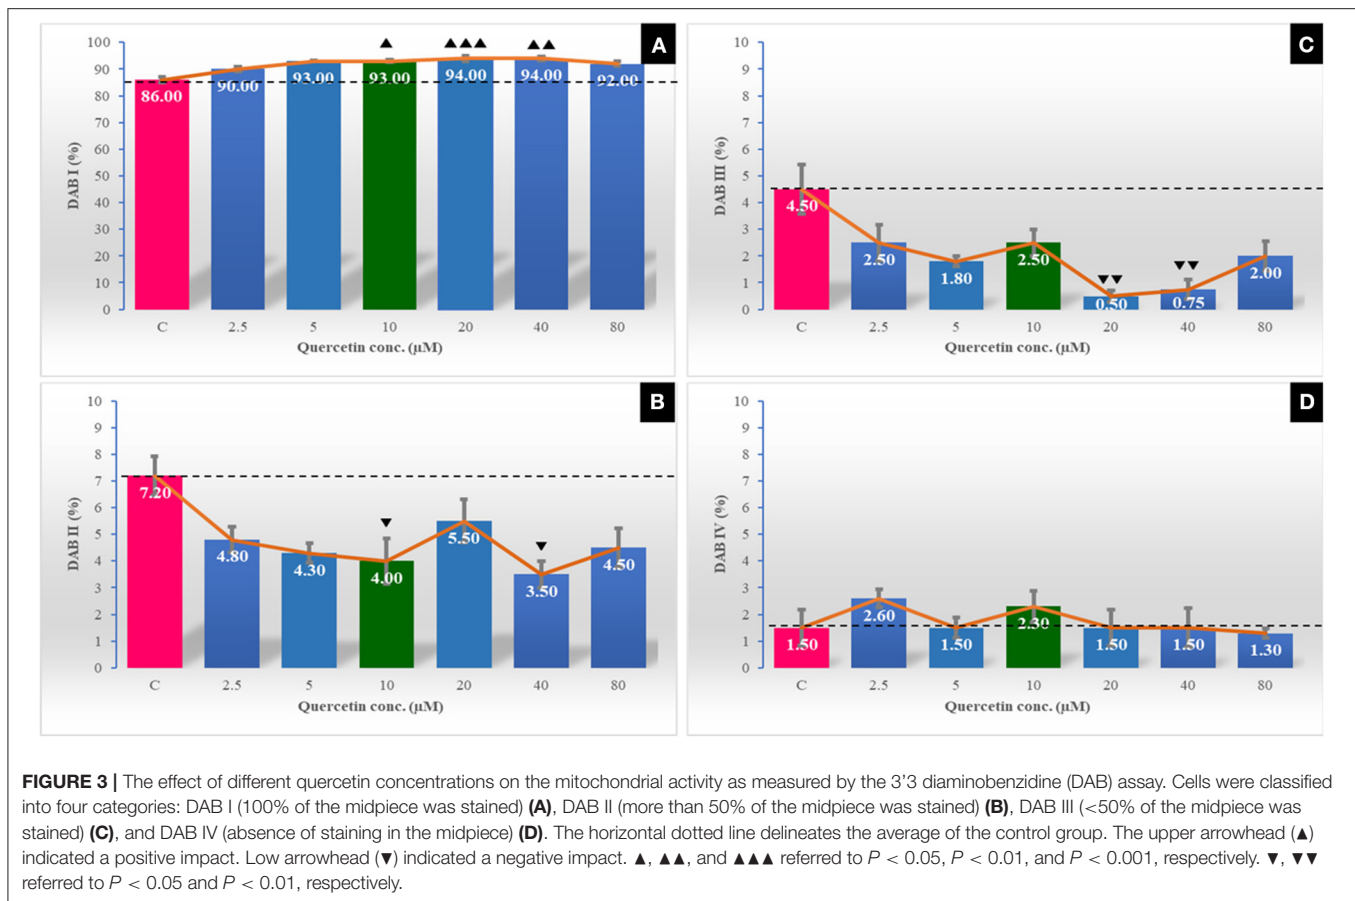 A
▲ ▲▲▲ ▲▲
100
90
80
70
60
50
40
30
20
10
0
DAB I (%)
86.00 90.00 93.00 93.00 94.00 94.00 92.00
C 2.5 5 10 20 40 80
Quercetin conc. (µM)
C
10
9
8
7
6
5
4
3
2
1
0
DAB III (%)
▼▼ ▼▼
4.50 2.50 1.80 2.50 0.50 0.75 2.00
C 2.5 5 10 20 40 80
Quercetin conc. (µM)
B
10
9
8
7
6
5
4
3
2
1
0
DAB II (%)
▼ ▼
7.20 4.80 4.30 4.00 5.50 3.50 4.50
C 2.5 5 10 20 40 80
Quercetin conc. (µM)
D
10
9
8
7
6
5
4
3
2
1
0
DAB IV (%)
1.50 2.60 1.50 2.30 1.50 1.50 1.30
C 2.5 5 10 20 40 80
Quercetin conc. (µM)
FIGURE 3 | The effect of different quercetin concentrations on the mitochondrial activity as measured by the 3’3 diaminobenzidine (DAB) assay. Cells were classified
into four categories: DAB I (100% of the midpiece was stained) (A), DAB II (more than 50% of the midpiece was stained) (B), DAB III (<50% of the midpiece was
stained) (C), and DAB IV (absence of staining in the midpiece) (D). The horizontal dotted line delineates the average of the control group. The upper arrowhead (▲)
indicated a positive impact. Low arrowhead (▼) indicated a negative impact. ▲, ▲▲, and ▲▲▲ referred to P < 0.05, P < 0.01, and P < 0.001, respectively. ▼, ▼▼
referred to P < 0.05 and P < 0.01, respectively.